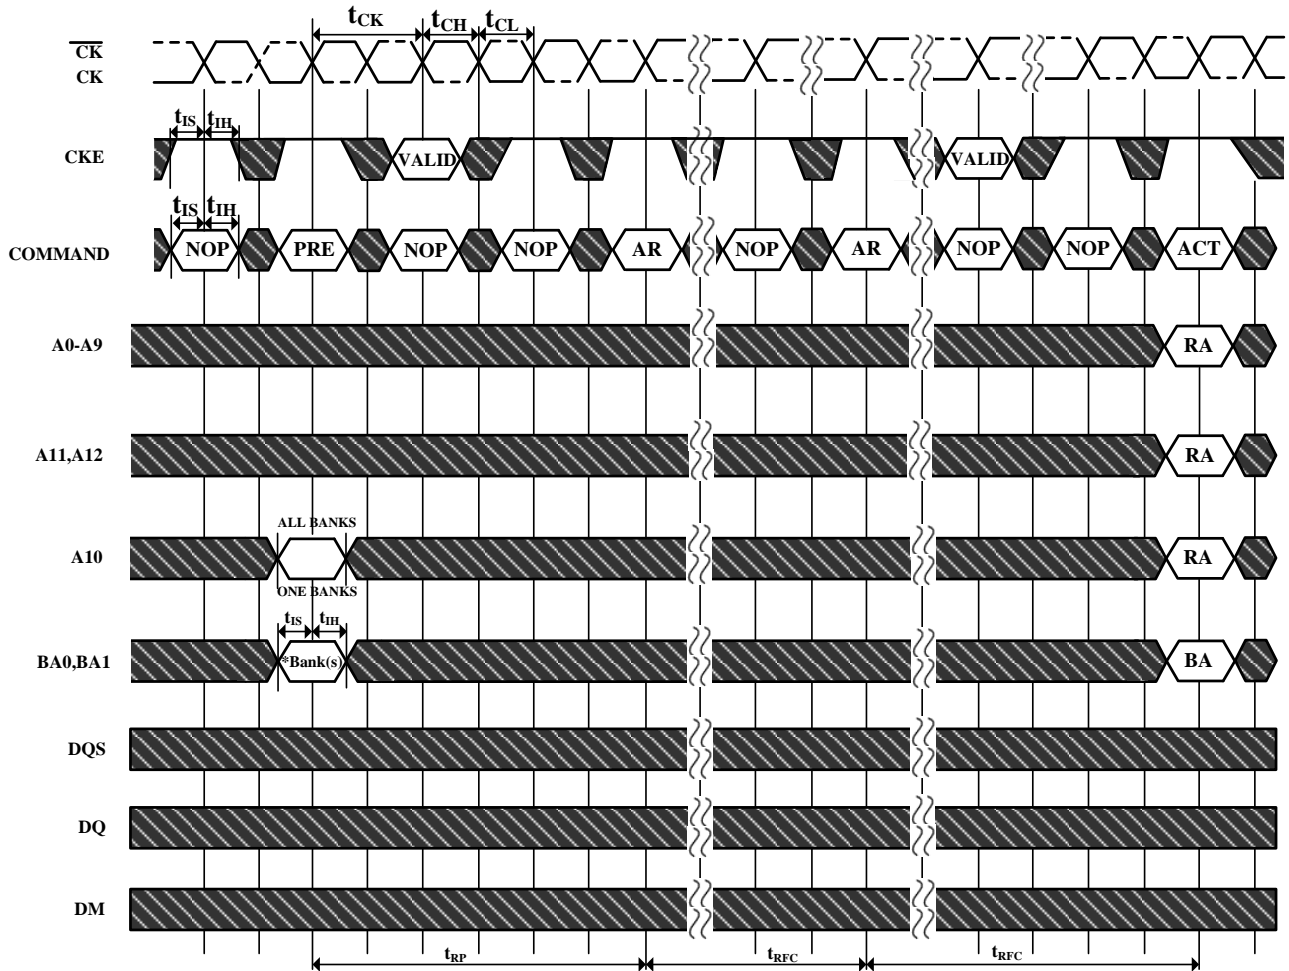 tCK tCH tCL
CK
CK
tIS tIH
CKE VALID VALID
tIS tIH
COMMAND NOP PRE NOP NOP AR NOP AR NOP NOP ACT
A0-A9 RA
A11,A12 RA
ALL BANKS
A10 RA
ONE BANKS
tIS tIH
BA0,BA1 *Bank(s) BA
DQS
DQ
DM
tRP tRFC tRFC